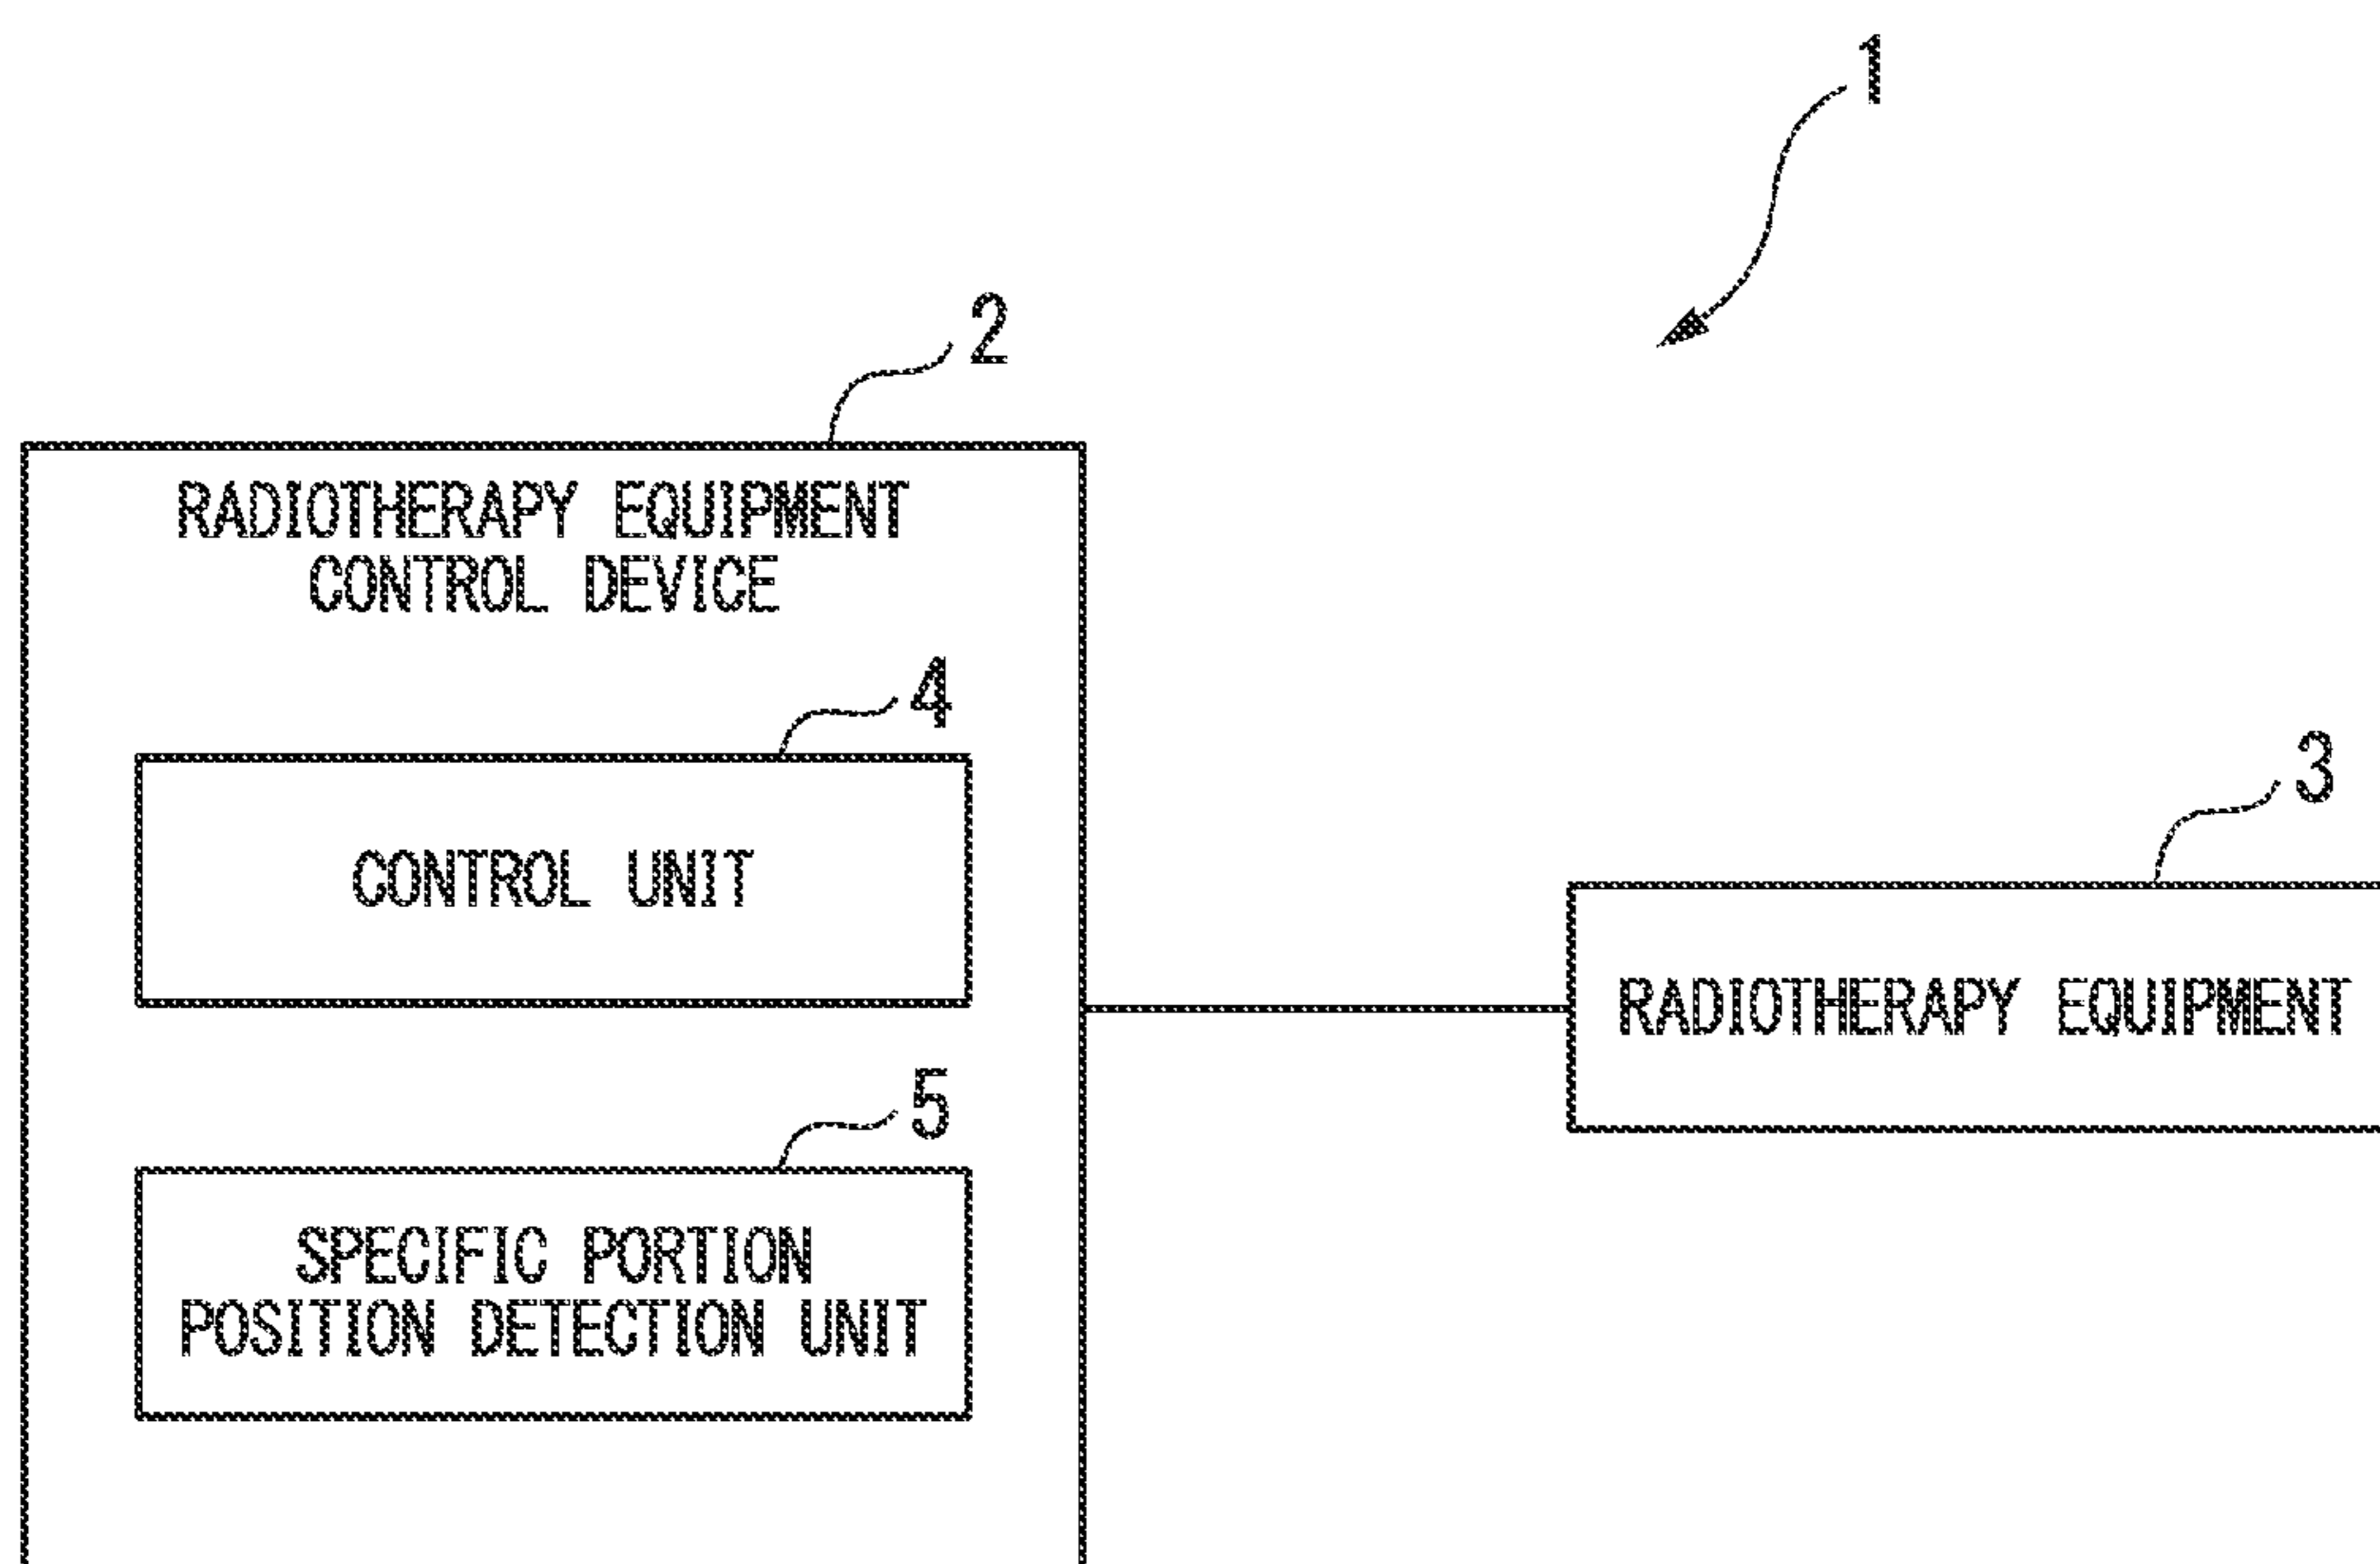 1
2
RADIOTHERAPY EQUIPMENT
CONTROL DEVICE
4
CONTROL UNIT
3
RADIOTHERAPY EQUIPMENT
5
SPECIFIC PORTION
POSITION DETECTION UNIT